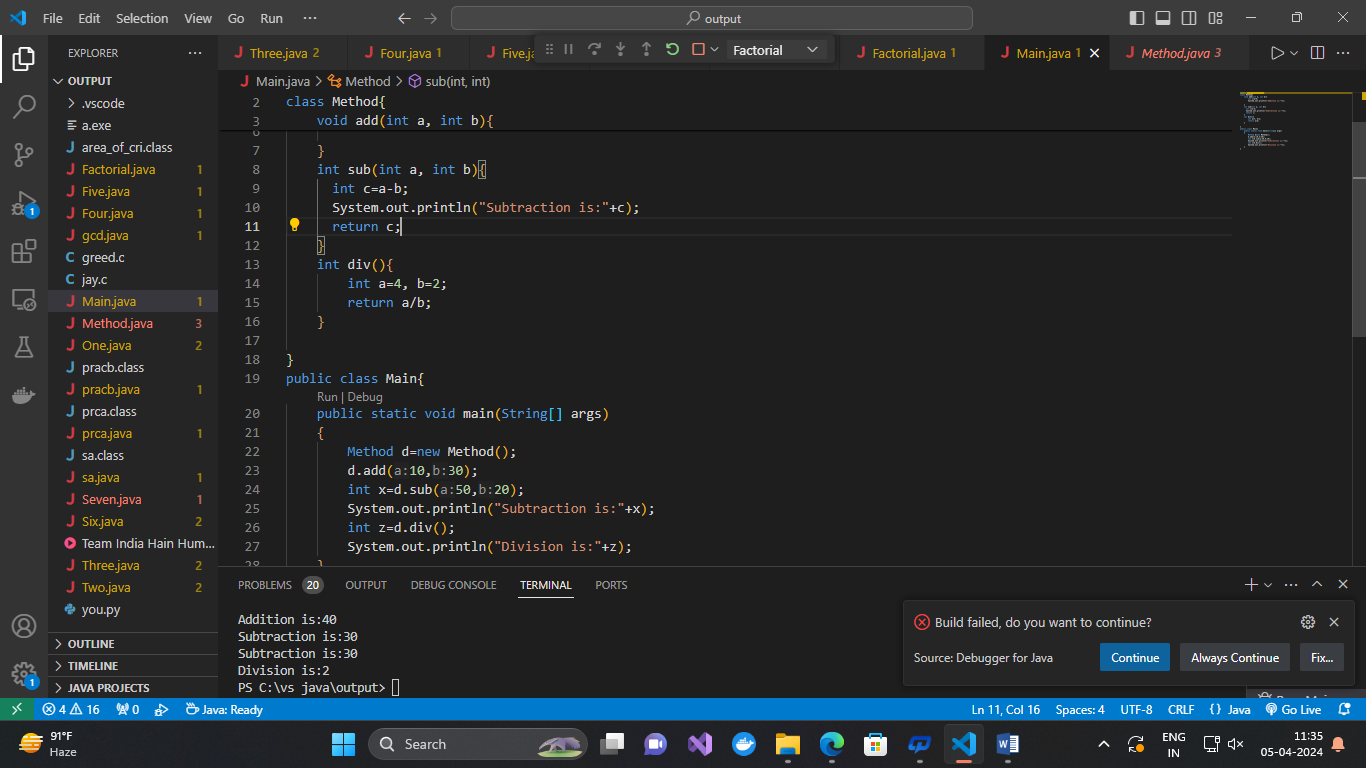 File Edit Selection View Go Run ··· output
EXPLORER ···
OUTPUT
.vscode
a.exe
area_of_cri.class
Factorial.java 1
Five.java 1
Four.java 1
gcd.java 1
greed.c
jay.c
Main.java 1
Method.java 3
One.java 2
pracb.class
pracb.java 1
prca.class
prca.java 1
sa.class
sa.java 1
Seven.java 1
Six.java 2
Team India Hain Hum...
Three.java 2
Two.java 2
you.py
OUTLINE
TIMELINE
JAVA PROJECTS
1
1
Three.java 2 Four.java 1 Five.ja Factorial Factorial.java 1 Main.java 1 Method.java 3
Main.java > Method > sub(int, int)
2 class Method{
3 void add(int a, int b){
6
7 }
8 int sub(int a, int b){
9 int c=a-b;
10 System.out.println("Subtraction is:"+c);
11 return c;
12 }
13 int div(){
14 int a=4, b=2;
15 return a/b;
16 }
17
18 }
19 public class Main{
Run | Debug
20 public static void main(String[] args)
21 {
22 Method d=new Method();
23 d.add(a:10,b:30);
24 int x=d.sub(a:50,b:20);
25 System.out.println("Subtraction is:"+x);
26 int z=d.div();
27 System.out.println("Division is:"+z);
28 }
PROBLEMS 20 OUTPUT DEBUG CONSOLE TERMINAL PORTS
Addition is:40
Subtraction is:30
Subtraction is:30
Division is:2
PS C:\vs java\output>
Build failed, do you want to continue?
Source: Debugger for Java Continue Always Continue Fix...
4 16 0 Java: Ready Ln 11, Col 16 Spaces: 4 UTF-8 CRLF {} Java Go Live
91°F
Haze
Search
ENG
IN
11:35
05-04-2024